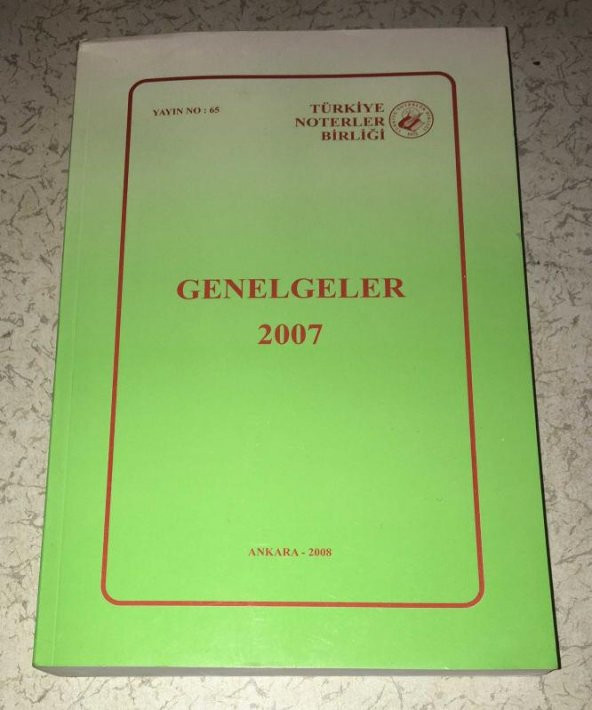 YAYIN NO : 65
TÜRKİYE
NOTERLER
BİRLİĞİ
GENELGELER
2007
ANKARA - 2008